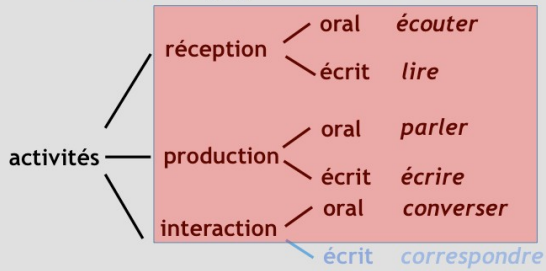 oral écouter
réception
écrit lire
oral parler
activités production
écrit écrire
oral converser
interaction
écrit correspondre